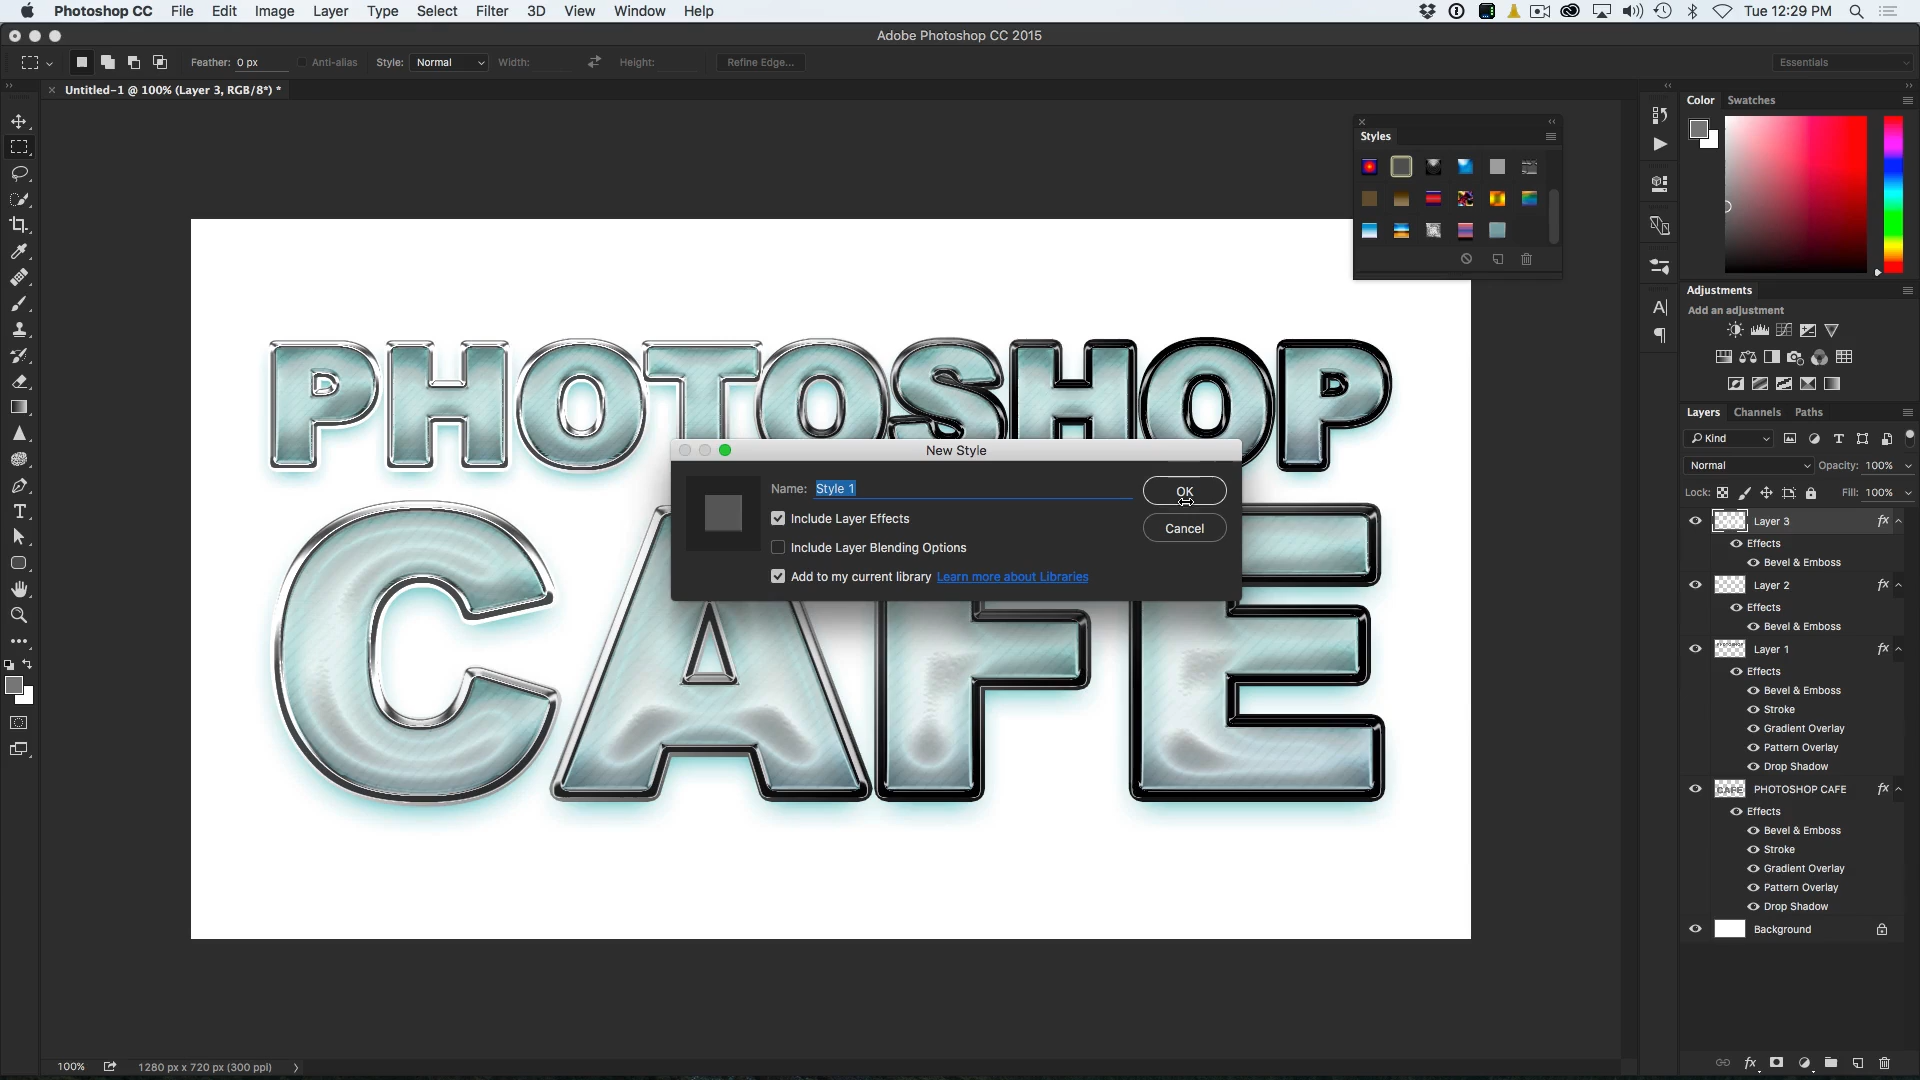 Photoshop CC File Edit Image Layer Type Select Filter 3D View Window Help Tue 12:29 PM
Adobe Photoshop CC 2015
Feather: 0 px Anti-alias Style: Normal Width: Height: Refine Edge... Essentials
Untitled-1 @ 100% (Layer 3, RGB/8*) *
Color Swatches
Styles
PHOTOSHOP
CAFE
New Style
Name: Style 1
OK
Include Layer Effects
Cancel
Include Layer Blending Options
Add to my current library Learn more about Libraries
Adjustments
Add an adjustment
Layers Channels Paths
Kind
Normal Opacity: 100%
Lock: Fill: 100%
Layer 3 fx
Effects
Bevel & Emboss
Layer 2 fx
Effects
Bevel & Emboss
Layer 1 fx
Effects
Bevel & Emboss
Stroke
Gradient Overlay
Pattern Overlay
Drop Shadow
PHOTOSHOP CAFE fx
Effects
Bevel & Emboss
Stroke
Gradient Overlay
Pattern Overlay
Drop Shadow
Background
100% 1280 px x 720 px (300 ppi)
fx